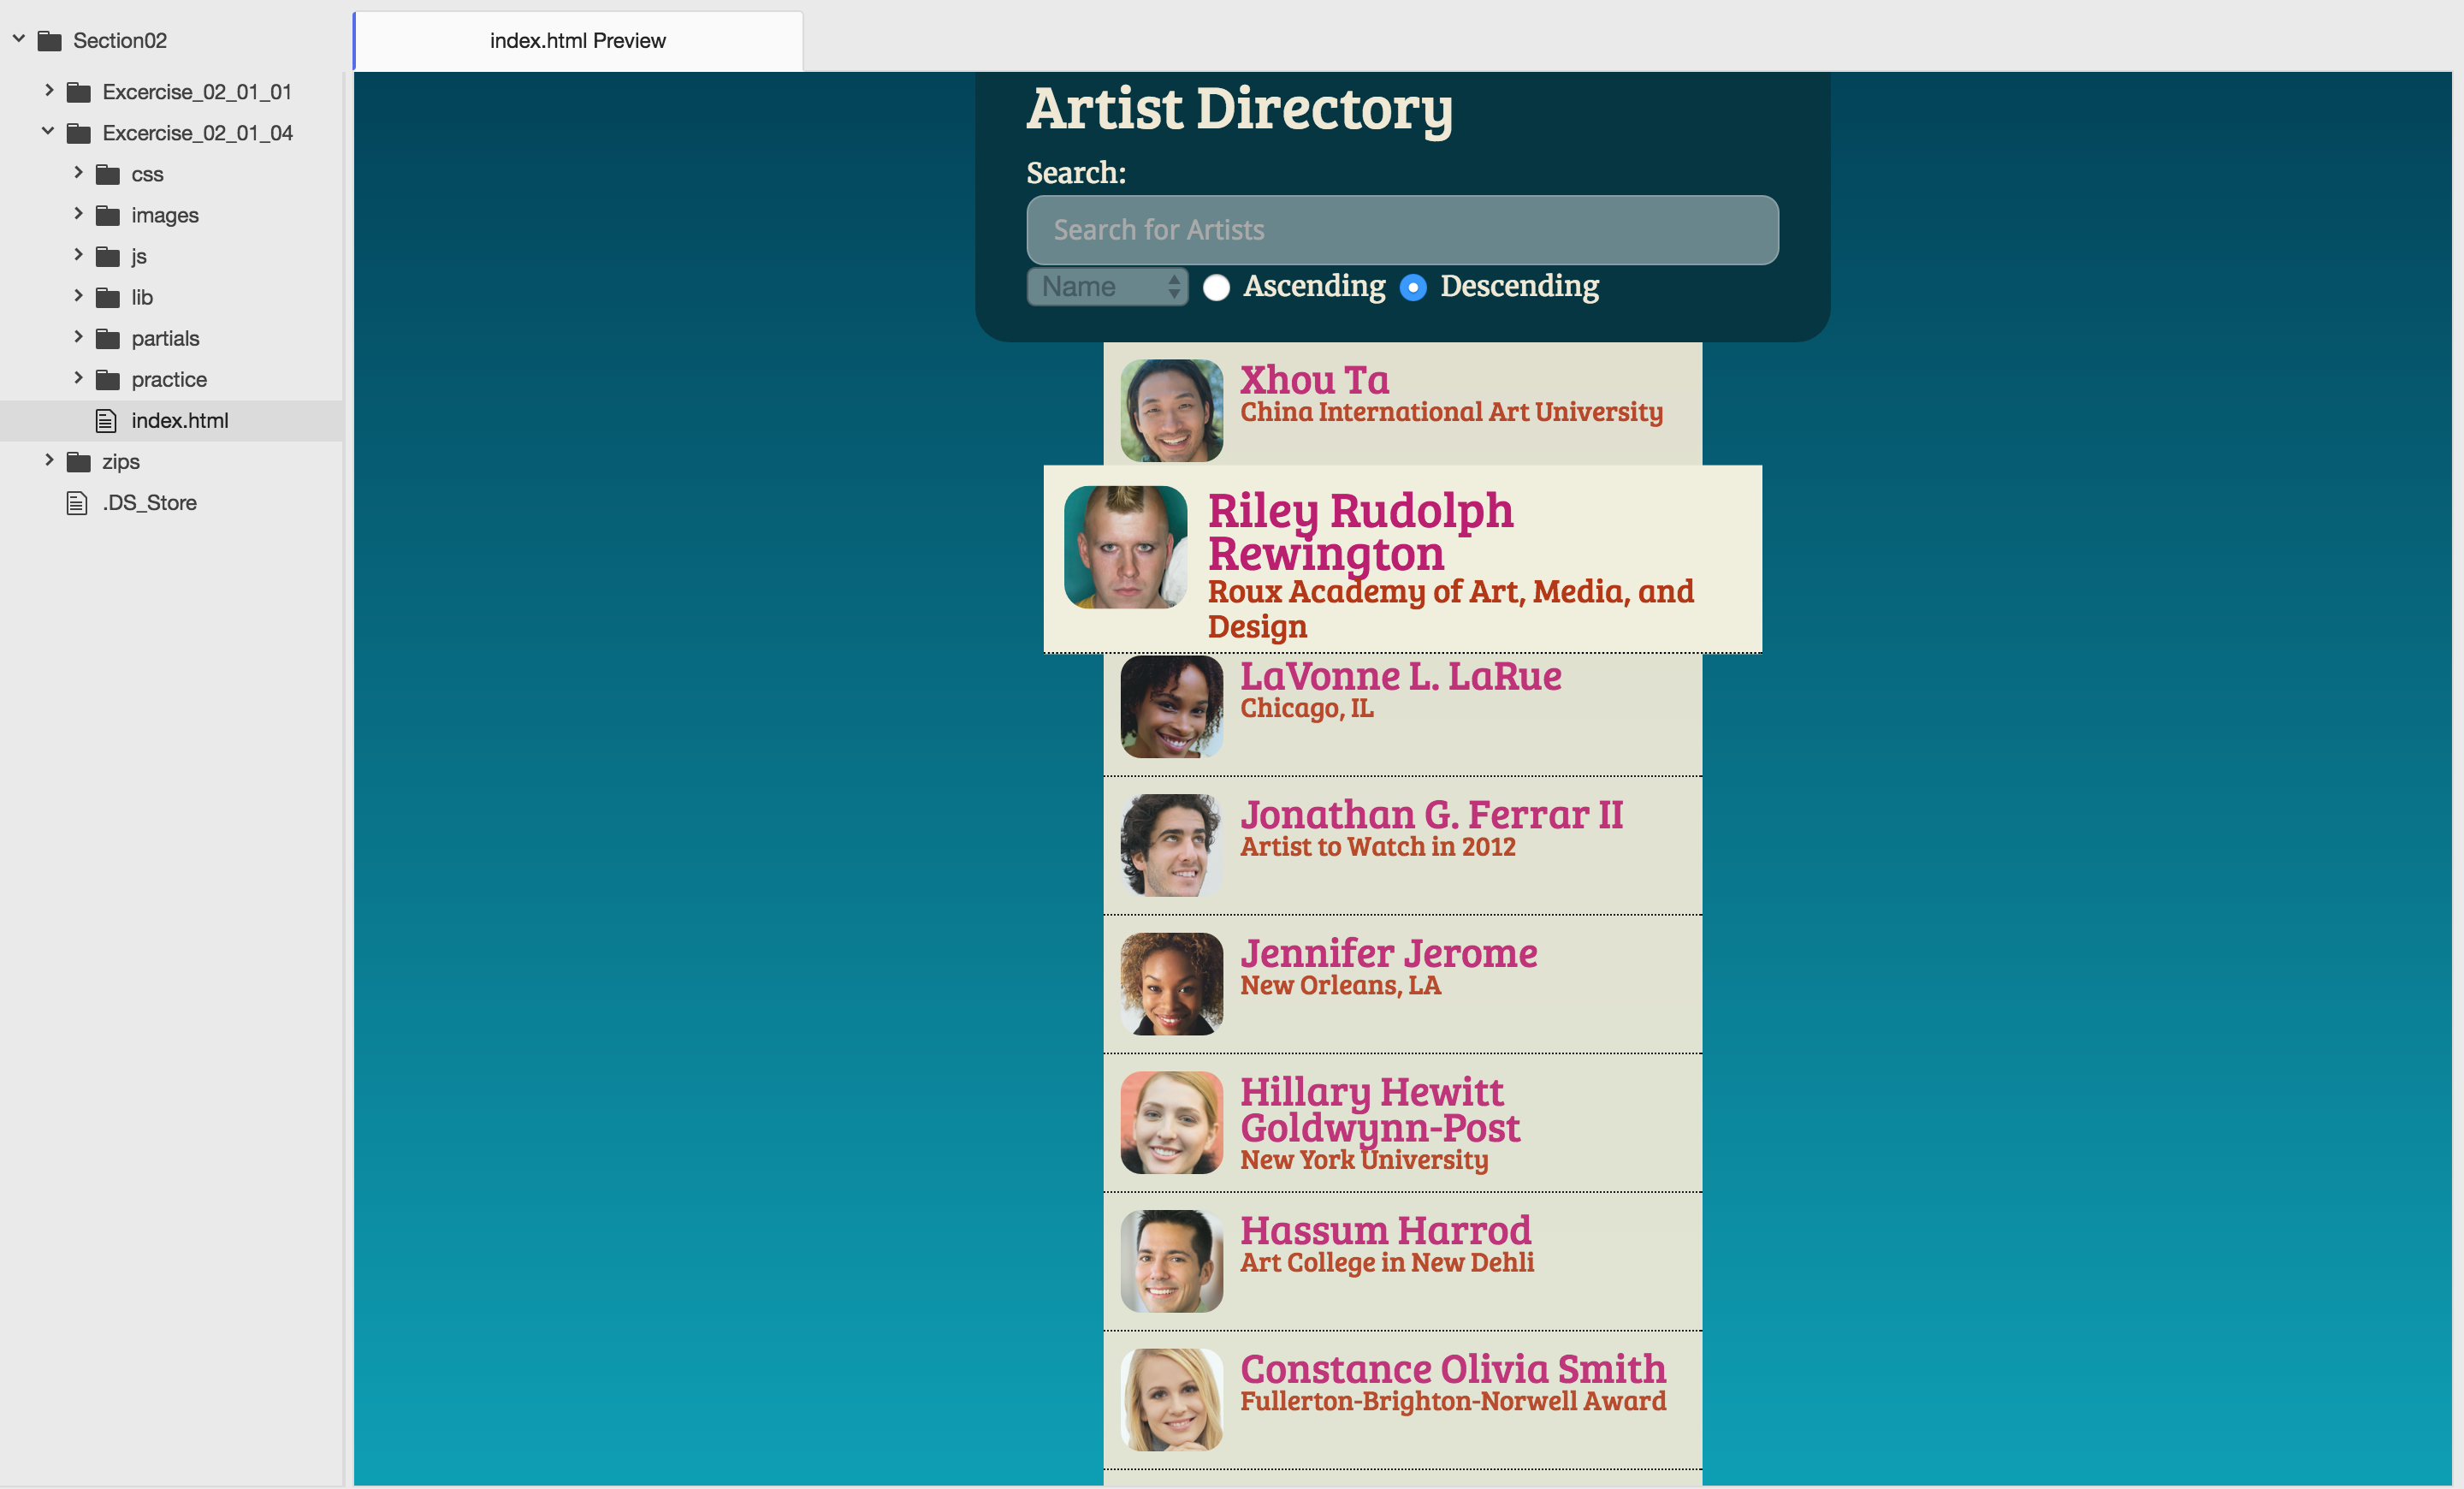 Section02
Excercise_02_01_01
Excercise_02_01_04
css
images
js
lib
partials
practice
index.html
zips
.DS_Store
index.html Preview
Artist Directory
Search:
Search for Artists
Name Ascending Descending
Xhou Ta
China International Art University
Riley Rudolph
Rewington
Roux Academy of Art, Media, and
Design
LaVonne L. LaRue
Chicago, IL
Jonathan G. Ferrar II
Artist to Watch in 2012
Jennifer Jerome
New Orleans, LA
Hillary Hewitt
Goldwynn-Post
New York University
Hassum Harrod
Art College in New Dehli
Constance Olivia Smith
Fullerton-Brighton-Norwell Award